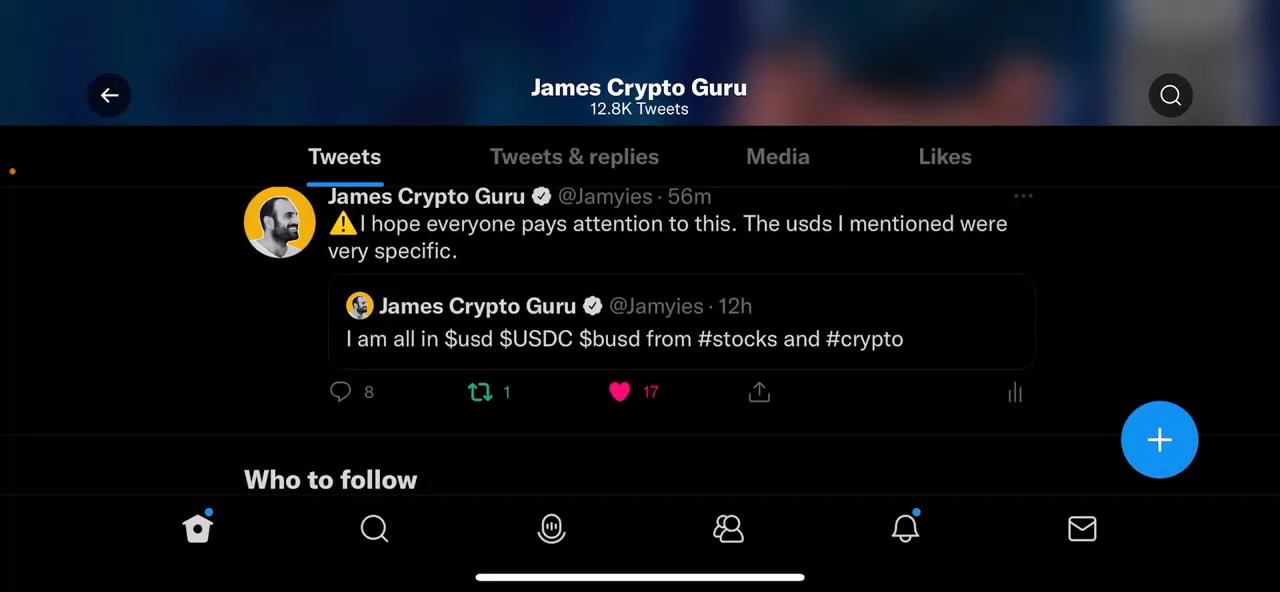 James Crypto Guru
12.8K Tweets
Tweets Tweets & replies Media Likes
James Crypto Guru @Jamyies · 56m
⚠️I hope everyone pays attention to this. The usds I mentioned were
very specific.
James Crypto Guru @Jamyies · 12h
I am all in $usd $USDC $busd from #stocks and #crypto
8 1 17
Who to follow